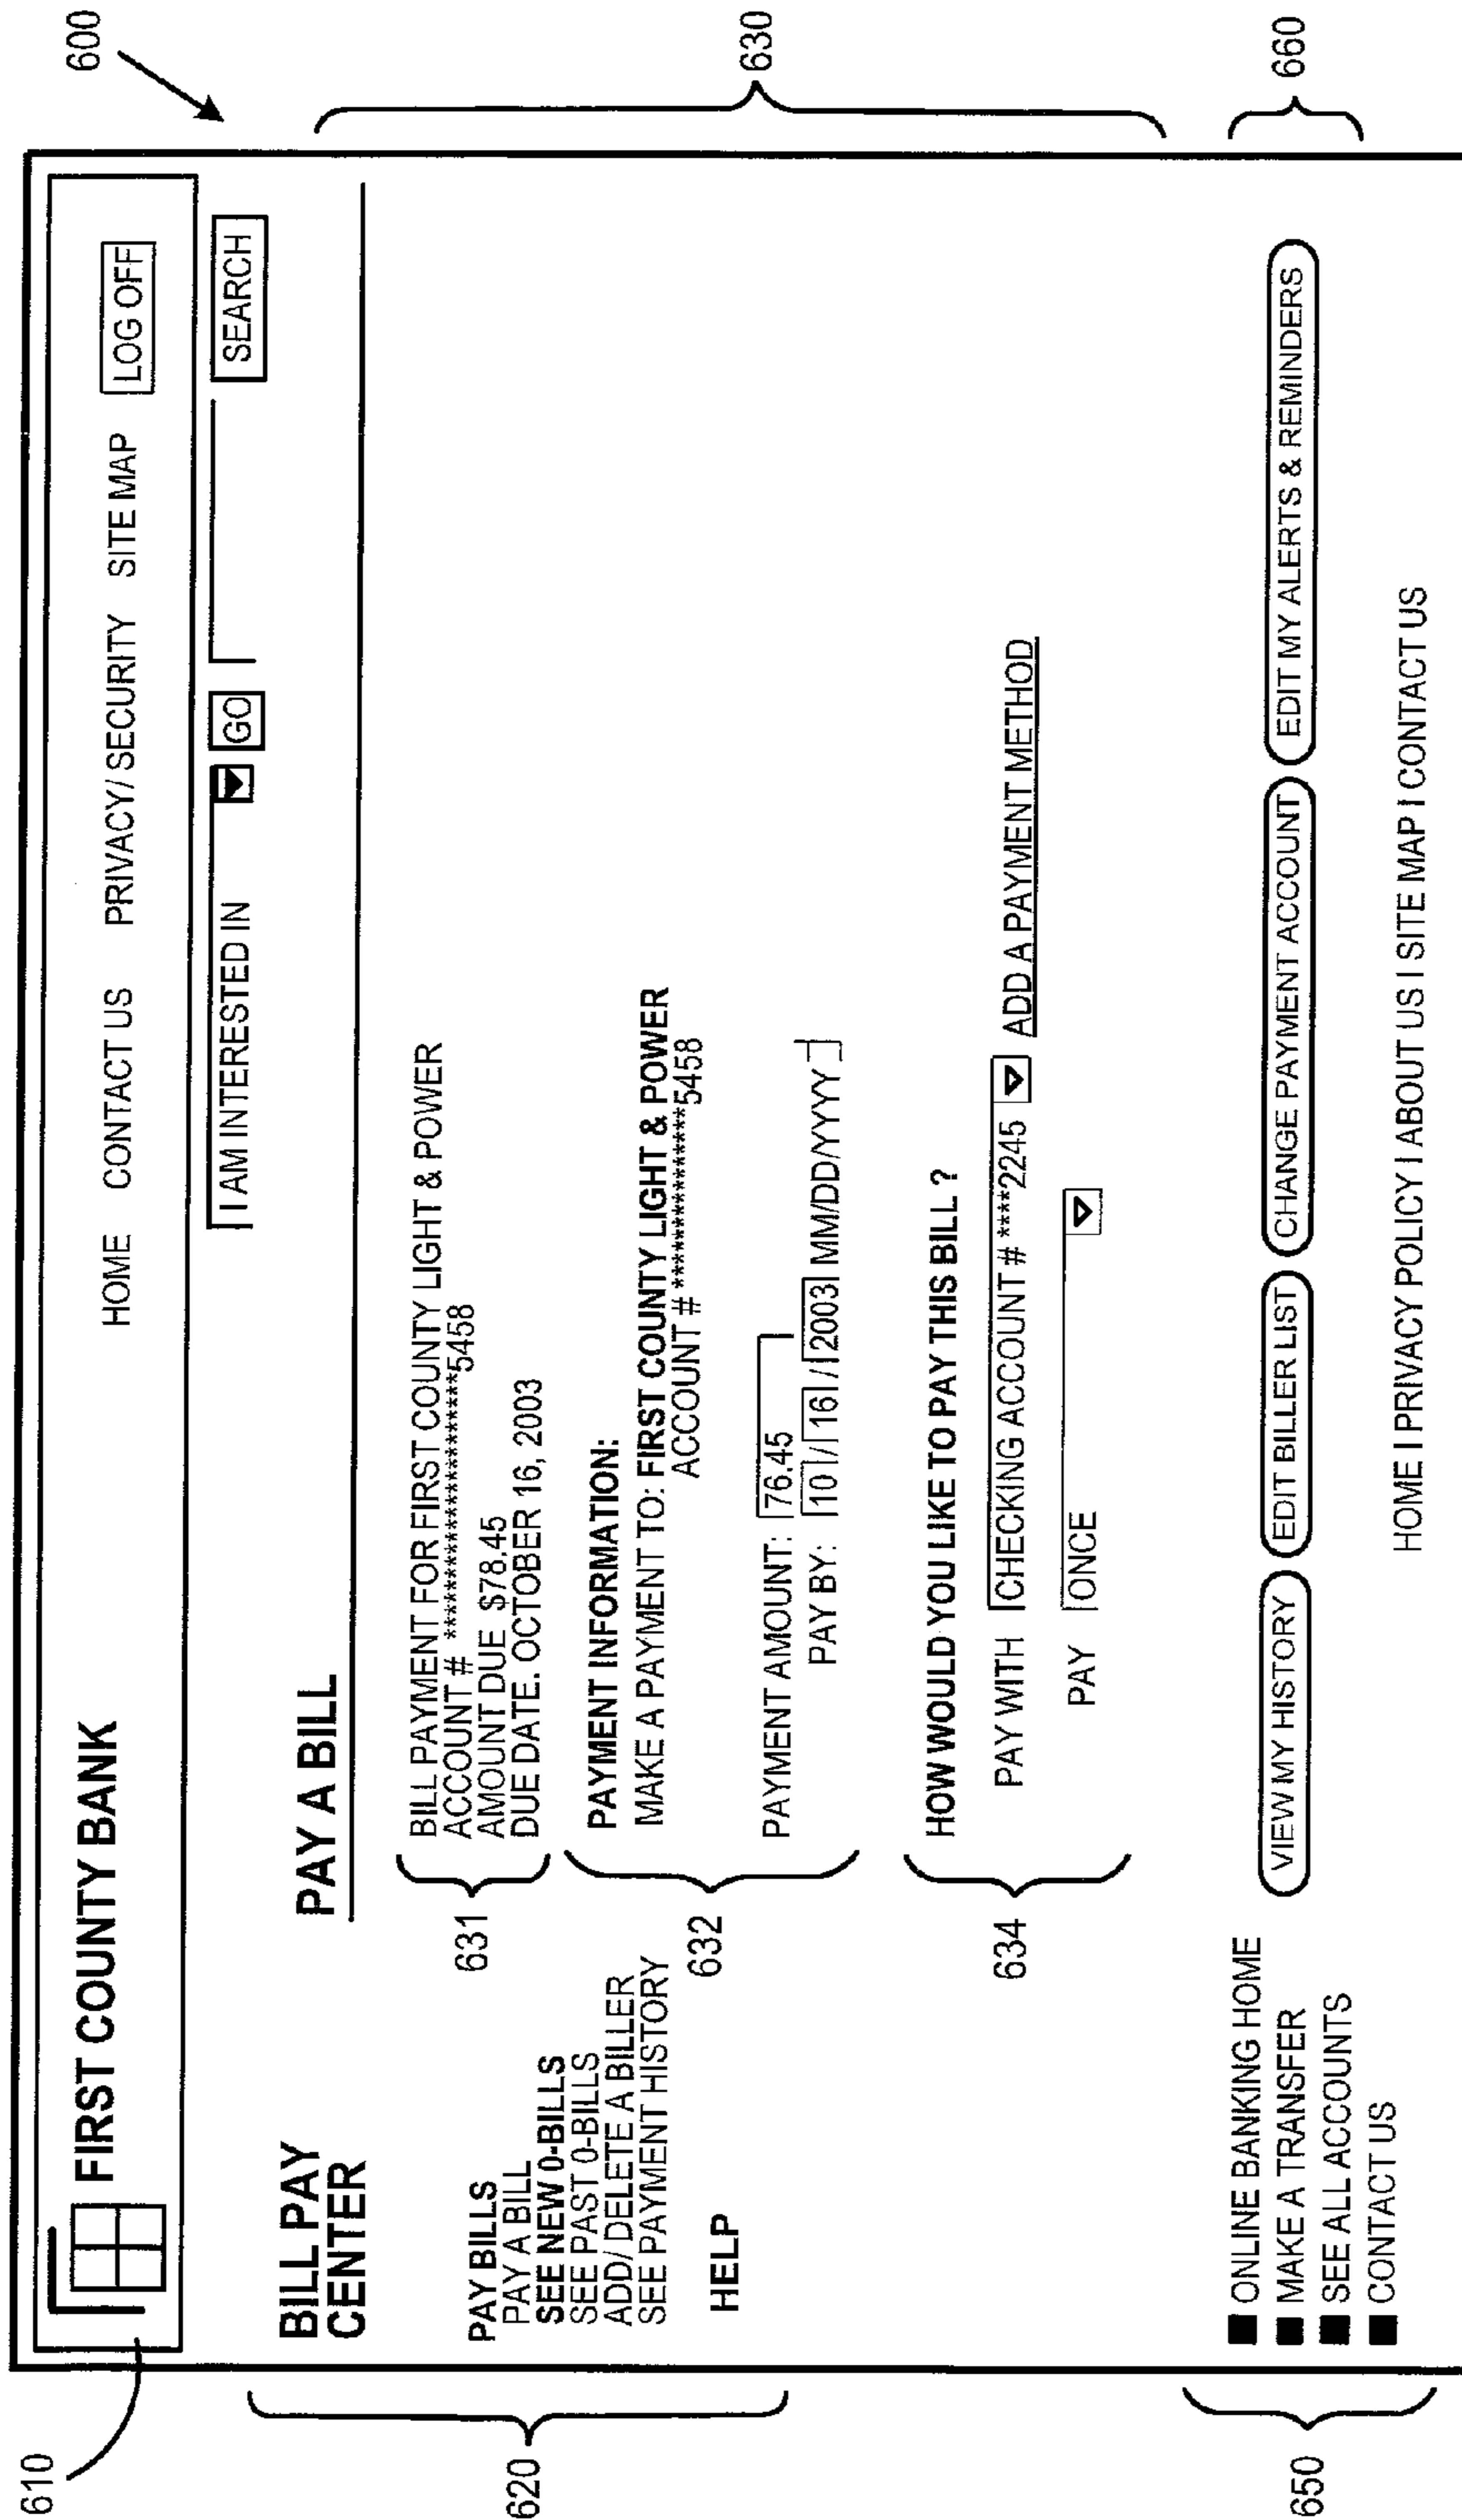 600
610
FIRST COUNTY BANK
HOME CONTACT US PRIVACY/SECURITY SITE MAP LOG OFF
I AM INTERESTED IN GO SEARCH
BILL PAY
CENTER
PAY A BILL
620
PAY BILLS
PAY A BILL
SEE NEW 0-BILLS
SEE PAST 0-BILLS
ADD/DELETE A BILLER
SEE PAYMENT HISTORY
HELP
630
631
BILL PAYMENT FOR FIRST COUNTY LIGHT & POWER
ACCOUNT # ************************5458
AMOUNT DUE $78.45
DUE DATE. OCTOBER 16, 2003
632
PAYMENT INFORMATION:
MAKE A PAYMENT TO: FIRST COUNTY LIGHT & POWER
ACCOUNT # *****************5458
PAYMENT AMOUNT: 76.45
PAY BY: 10 / 16 / 2003 MM/DD/YYYY
634
HOW WOULD YOU LIKE TO PAY THIS BILL ?
PAY WITH CHECKING ACCOUNT # ****2245 ADD A PAYMENT METHOD
PAY ONCE
650
ONLINE BANKING HOME
MAKE A TRANSFER
SEE ALL ACCOUNTS
CONTACT US
VIEW MY HISTORY EDIT BILLER LIST CHANGE PAYMENT ACCOUNT EDIT MY ALERTS & REMINDERS
660
HOME I PRIVACY POLICY I ABOUT US I SITE MAP I CONTACT US